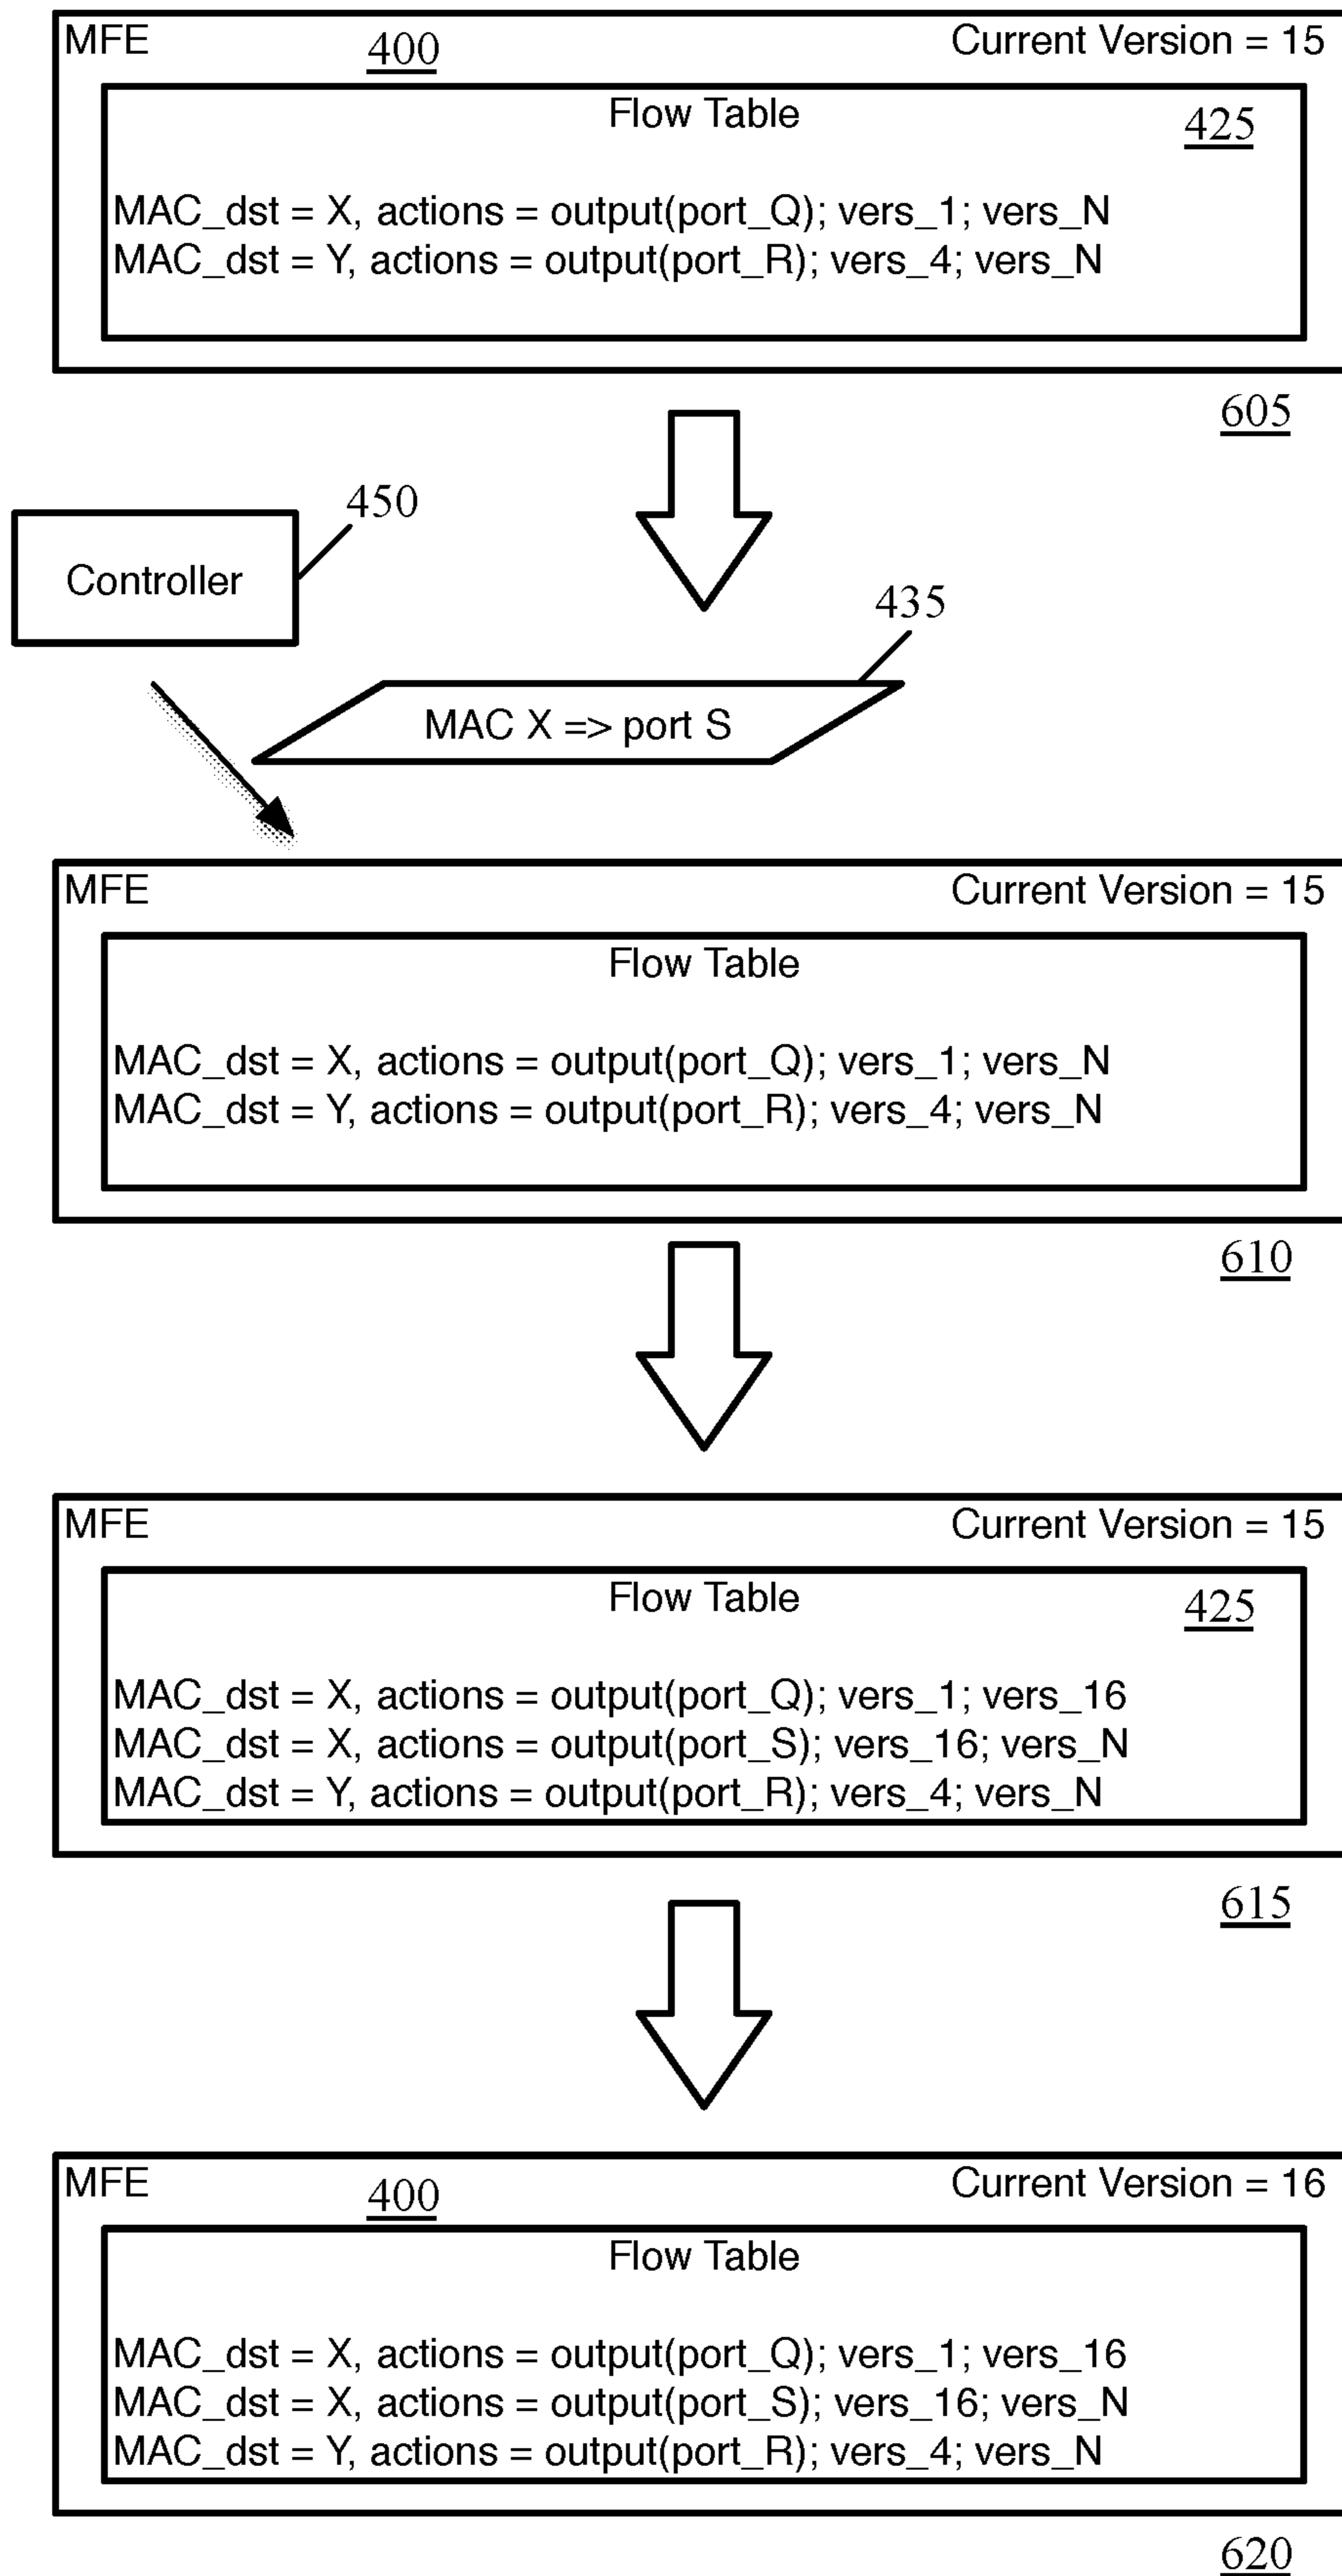 MFE 400 Current Version = 15
Flow Table 425
MAC_dst = X, actions = output(port_Q); vers_1; vers_N
MAC_dst = Y, actions = output(port_R); vers_4; vers_N
605
Controller 450
435
MAC X => port S
MFE Current Version = 15
Flow Table
MAC_dst = X, actions = output(port_Q); vers_1; vers_N
MAC_dst = Y, actions = output(port_R); vers_4; vers_N
610
MFE Current Version = 15
Flow Table 425
MAC_dst = X, actions = output(port_Q); vers_1; vers_16
MAC_dst = X, actions = output(port_S); vers_16; vers_N
MAC_dst = Y, actions = output(port_R); vers_4; vers_N
615
MFE 400 Current Version = 16
Flow Table
MAC_dst = X, actions = output(port_Q); vers_1; vers_16
MAC_dst = X, actions = output(port_S); vers_16; vers_N
MAC_dst = Y, actions = output(port_R); vers_4; vers_N
620